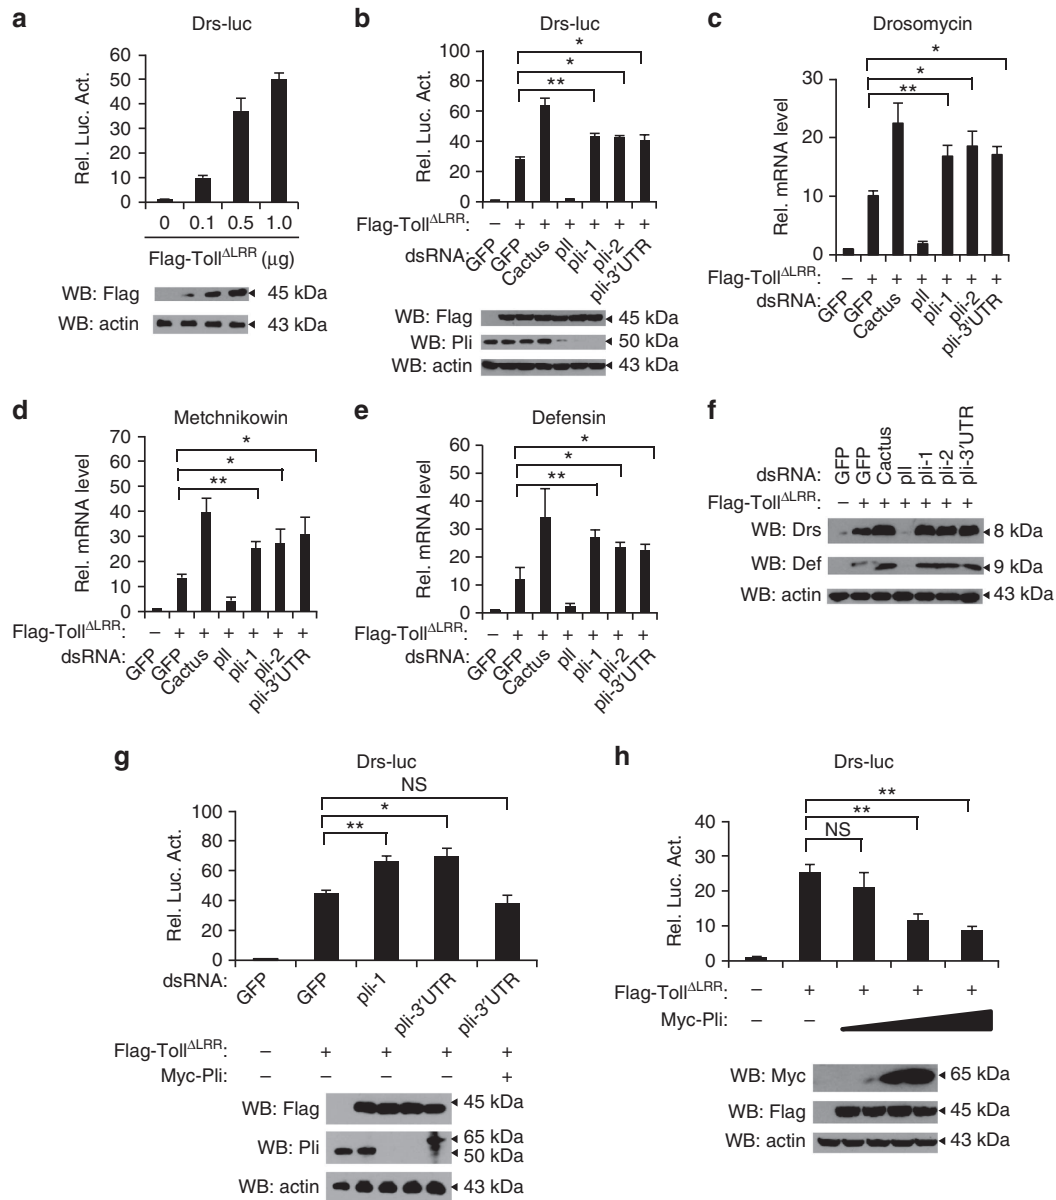 a
Drs-luc
Rel. Luc. Act.
60
50
40
30
20
10
0
0 0.1 0.5 1.0
Flag-Toll^ΔLRR (μg)
WB: Flag 45 kDa
WB: actin 43 kDa
b
Drs-luc
Rel. Luc. Act.
100
80
60
40
20
0
*
*
**
Flag-Toll^ΔLRR: – + + + + + +
dsRNA: GFP GFP Cactus pll pli-1 pli-2 pli-3′UTR
WB: Flag 45 kDa
WB: Pli 50 kDa
WB: actin 43 kDa
c
Drosomycin
Rel. mRNA level
30
20
10
0
*
*
**
Flag-Toll^ΔLRR: – + + + + + +
dsRNA: GFP GFP Cactus pll pli-1 pli-2 pli-3′UTR
d
Metchnikowin
Rel. mRNA level
70
60
50
40
30
20
10
0
*
*
**
Flag-Toll^ΔLRR: – + + + + + +
dsRNA: GFP GFP Cactus pll pli-1 pli-2 pli-3′UTR
e
Defensin
Rel. mRNA level
60
50
40
30
20
10
0
*
*
**
Flag-Toll^ΔLRR: – + + + + + +
dsRNA: GFP GFP Cactus pll pli-1 pli-2 pli-3′UTR
f
dsRNA: GFP GFP Cactus pll pli-1 pli-2 pli-3′UTR
Flag-Toll^ΔLRR: – + + + + + +
WB: Drs 8 kDa
WB: Def 9 kDa
WB: actin 43 kDa
g
Drs-luc
Rel. Luc. Act.
100
80
60
40
20
0
NS
*
**
dsRNA: GFP GFP pli-1 pli-3′UTR pli-3′UTR
Flag-Toll^ΔLRR: – + + + +
Myc-Pli: – – – – +
WB: Flag 45 kDa
WB: Pli 65 kDa
50 kDa
WB: actin 43 kDa
h
Drs-luc
Rel. Luc. Act.
40
30
20
10
0
**
**
NS
Flag-Toll^ΔLRR: – + + + +
Myc-Pli: – –
WB: Myc 65 kDa
WB: Flag 45 kDa
WB: actin 43 kDa